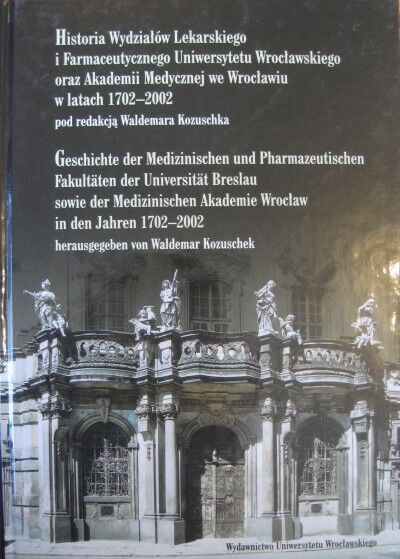 Historia Wydziałów Lekarskiego
i Farmaceutycznego Uniwersytetu Wrocławskiego
oraz Akademii Medycznej we Wrocławiu
w latach 1702–2002
pod redakcją Waldemara Kozuschka
Geschichte der Medizinischen und Pharmazeutischen
Fakultäten der Universität Breslau
sowie der Medizinischen Akademie Wrocław
in den Jahren 1702–2002
herausgegeben von Waldemar Kozuschek
Wydawnictwo Uniwersytetu Wrocławskiego